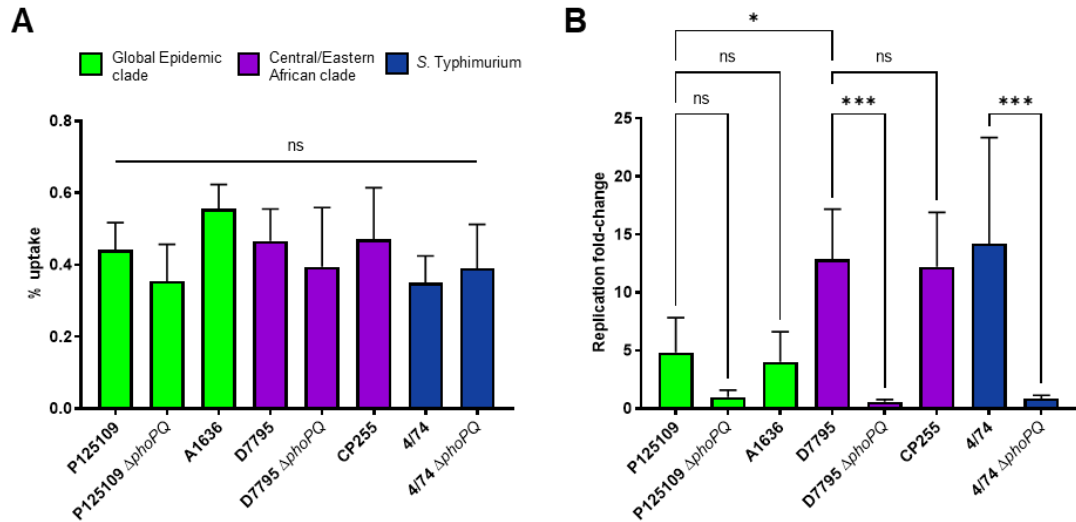 A
Global Epidemic
clade
Central/Eastern
African clade
S. Typhimurium
% uptake
0.8
0.6
0.4
0.2
0.0
ns
P125109
P125109 ΔphoPQ
A1636
D7795
D7795 ΔphoPQ
CP255
4/74
4/74 ΔphoPQ
B
*
ns
ns
ns
***
***
Replication fold-change
25
20
15
10
5
0
P125109
P125109 ΔphoPQ
A1636
D7795
D7795 ΔphoPQ
CP255
4/74
4/74 ΔphoPQ